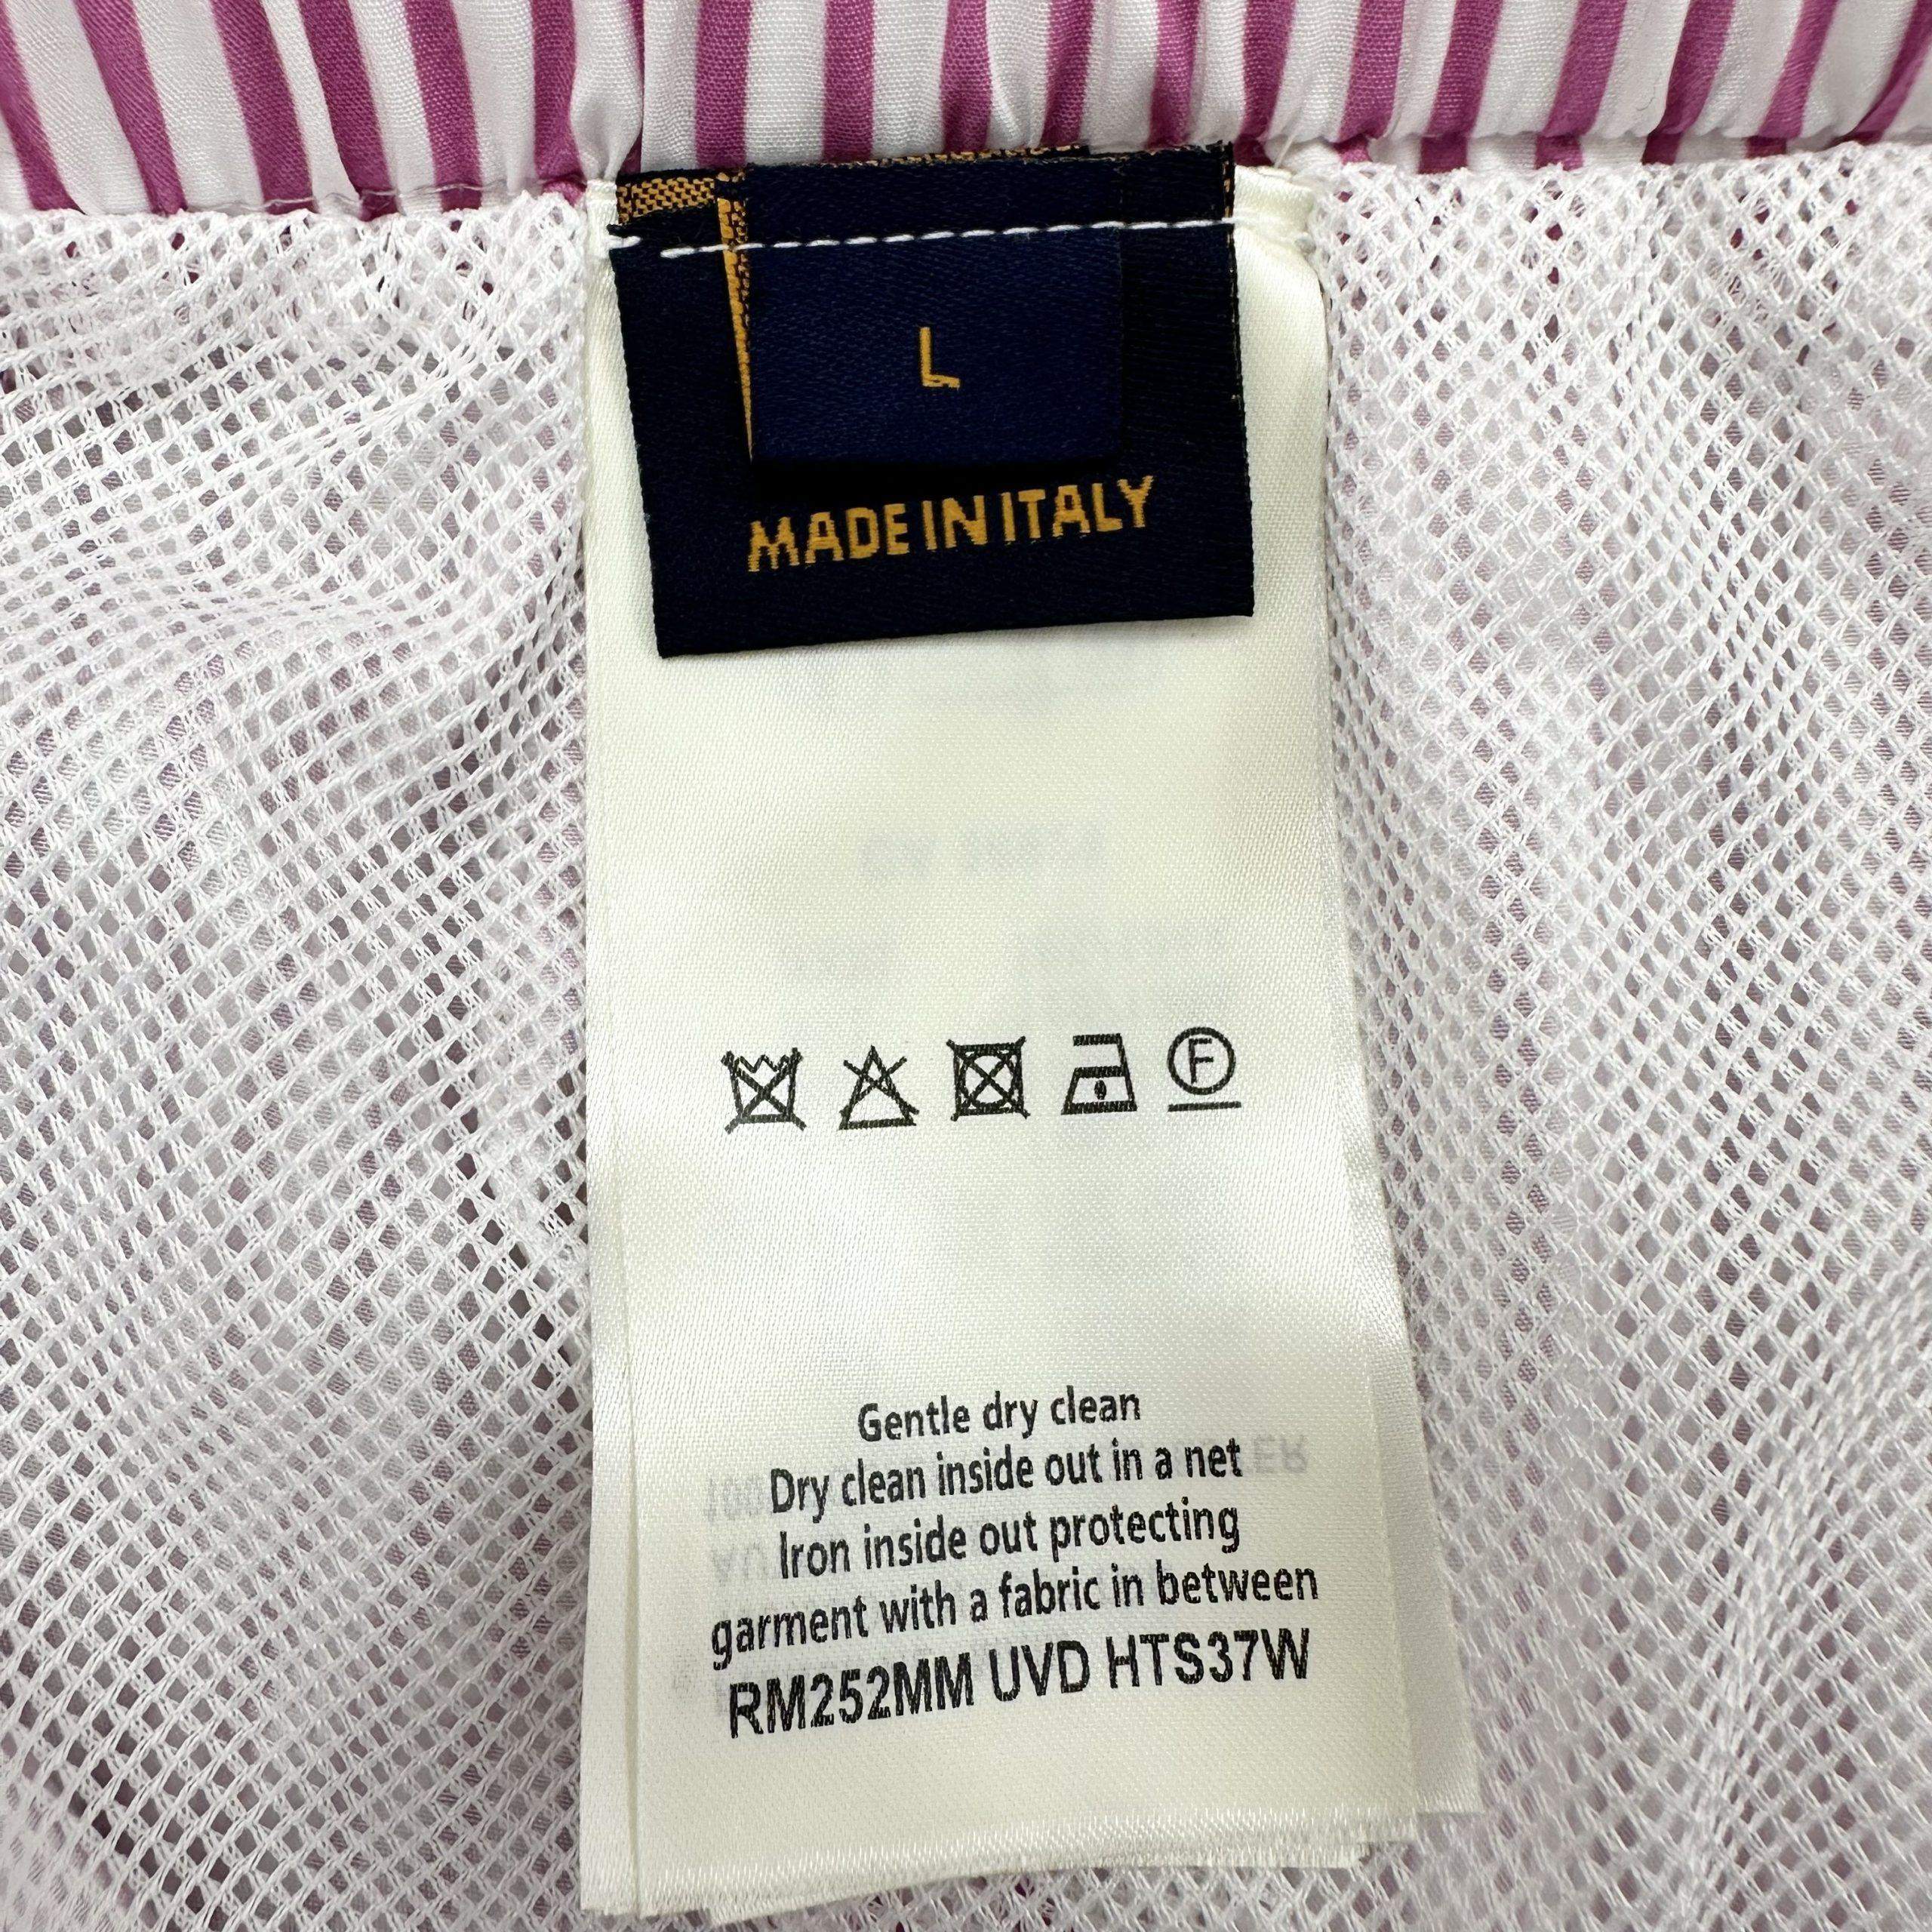 L
MADE IN ITALY
F
Gentle dry clean
Dry clean inside out in a net
Iron inside out protecting
garment with a fabric in between
RM252MM UVD HTS37W